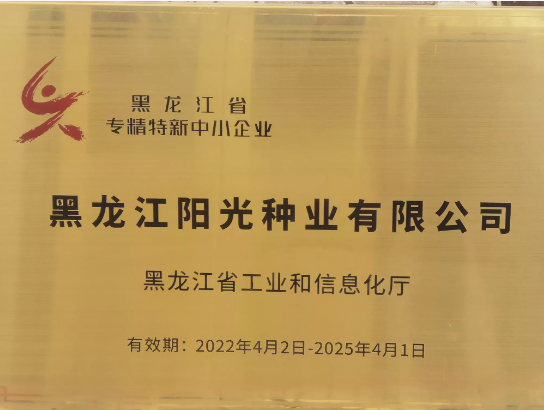 黑龙江省
专精特新中小企业
黑龙江阳光种业有限公司
黑龙江省工业和信息化厅
有效期：2022年4月2日-2025年4月1日